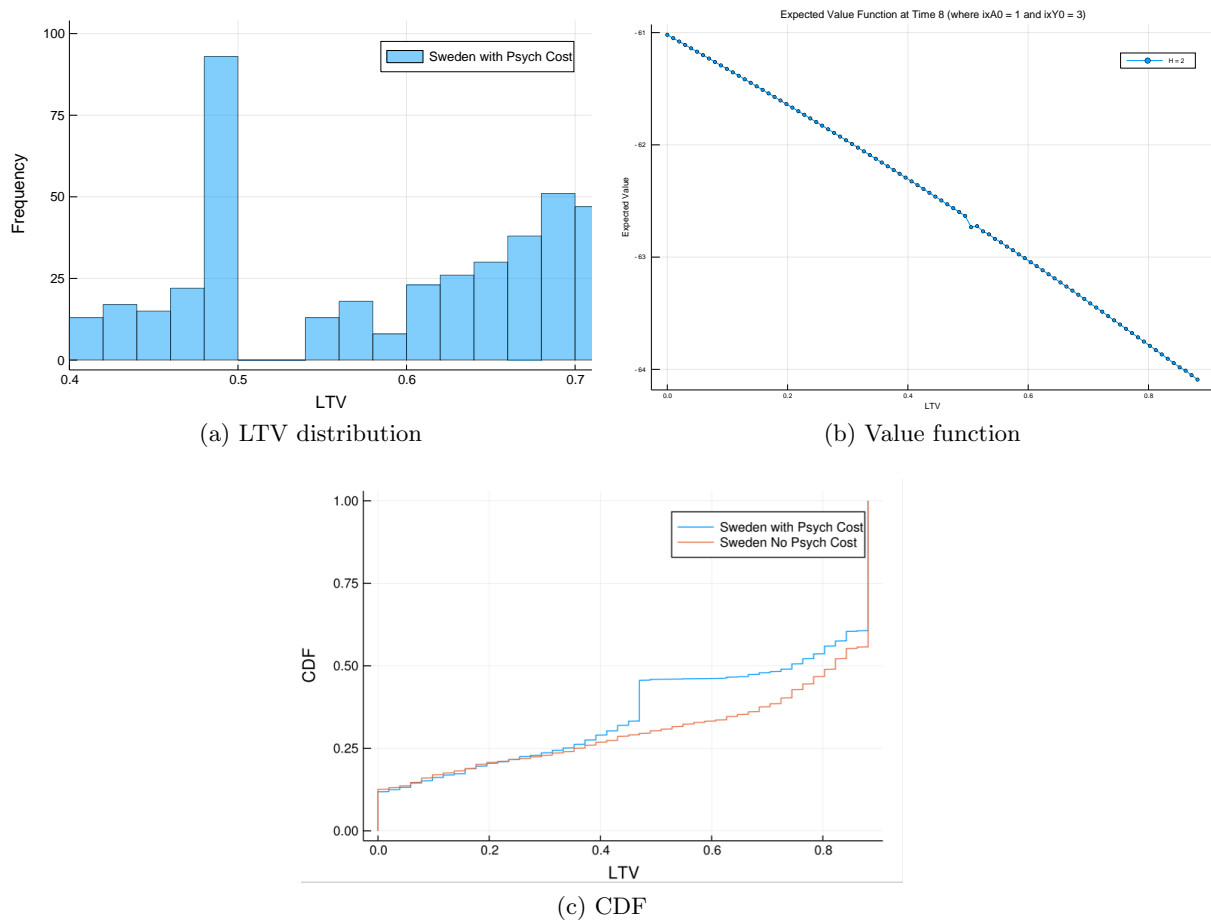 100
75
50
25
0
Frequency
0.4
0.5
0.6
0.7
LTV
Sweden with Psych Cost
(a) LTV distribution
Expected Value Function at Time 8 (where ixA0 = 1 and ixY0 = 3)
-61
-62
-63
-64
Expected Value
0.0
0.2
0.4
0.6
0.8
LTV
H = 2
(b) Value function
1.00
0.75
0.50
0.25
0.00
CDF
0.0
0.2
0.4
0.6
0.8
LTV
Sweden with Psych Cost
Sweden No Psych Cost
(c) CDF